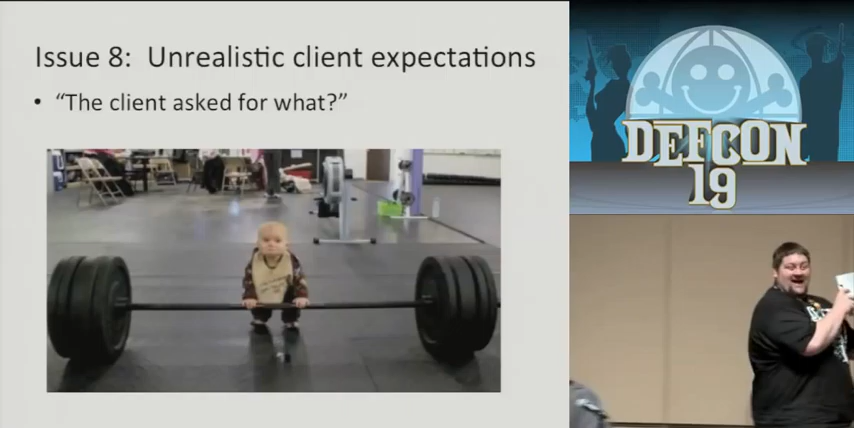 Issue 8: Unrealistic client expectations
• “The client asked for what?”
DEFCON
19